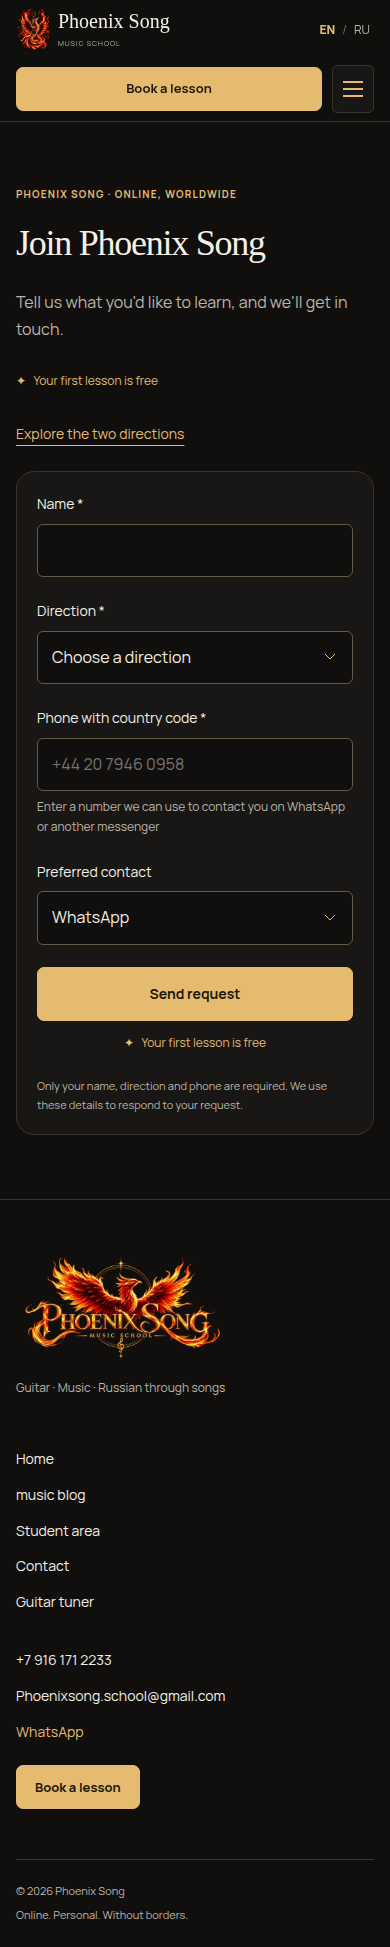 Phoenix Song
MUSIC SCHOOL
EN / RU
Book a lesson
PHOENIX SONG · ONLINE, WORLDWIDE
Join Phoenix Song
Tell us what you'd like to learn, and we'll get in
touch.
✦ Your first lesson is free
Explore the two directions
Name *
Direction *
Choose a direction
Phone with country code *
+44 20 7946 0958
Enter a number we can use to contact you on WhatsApp
or another messenger
Preferred contact
WhatsApp
Send request
✦ Your first lesson is free
Only your name, direction and phone are required. We use
these details to respond to your request.
PHOENIX SONG
MUSIC SCHOOL
Guitar · Music · Russian through songs
Home
music blog
Student area
Contact
Guitar tuner
+7 916 171 2233
Phoenixsong.school@gmail.com
WhatsApp
Book a lesson
© 2026 Phoenix Song
Online. Personal. Without borders.